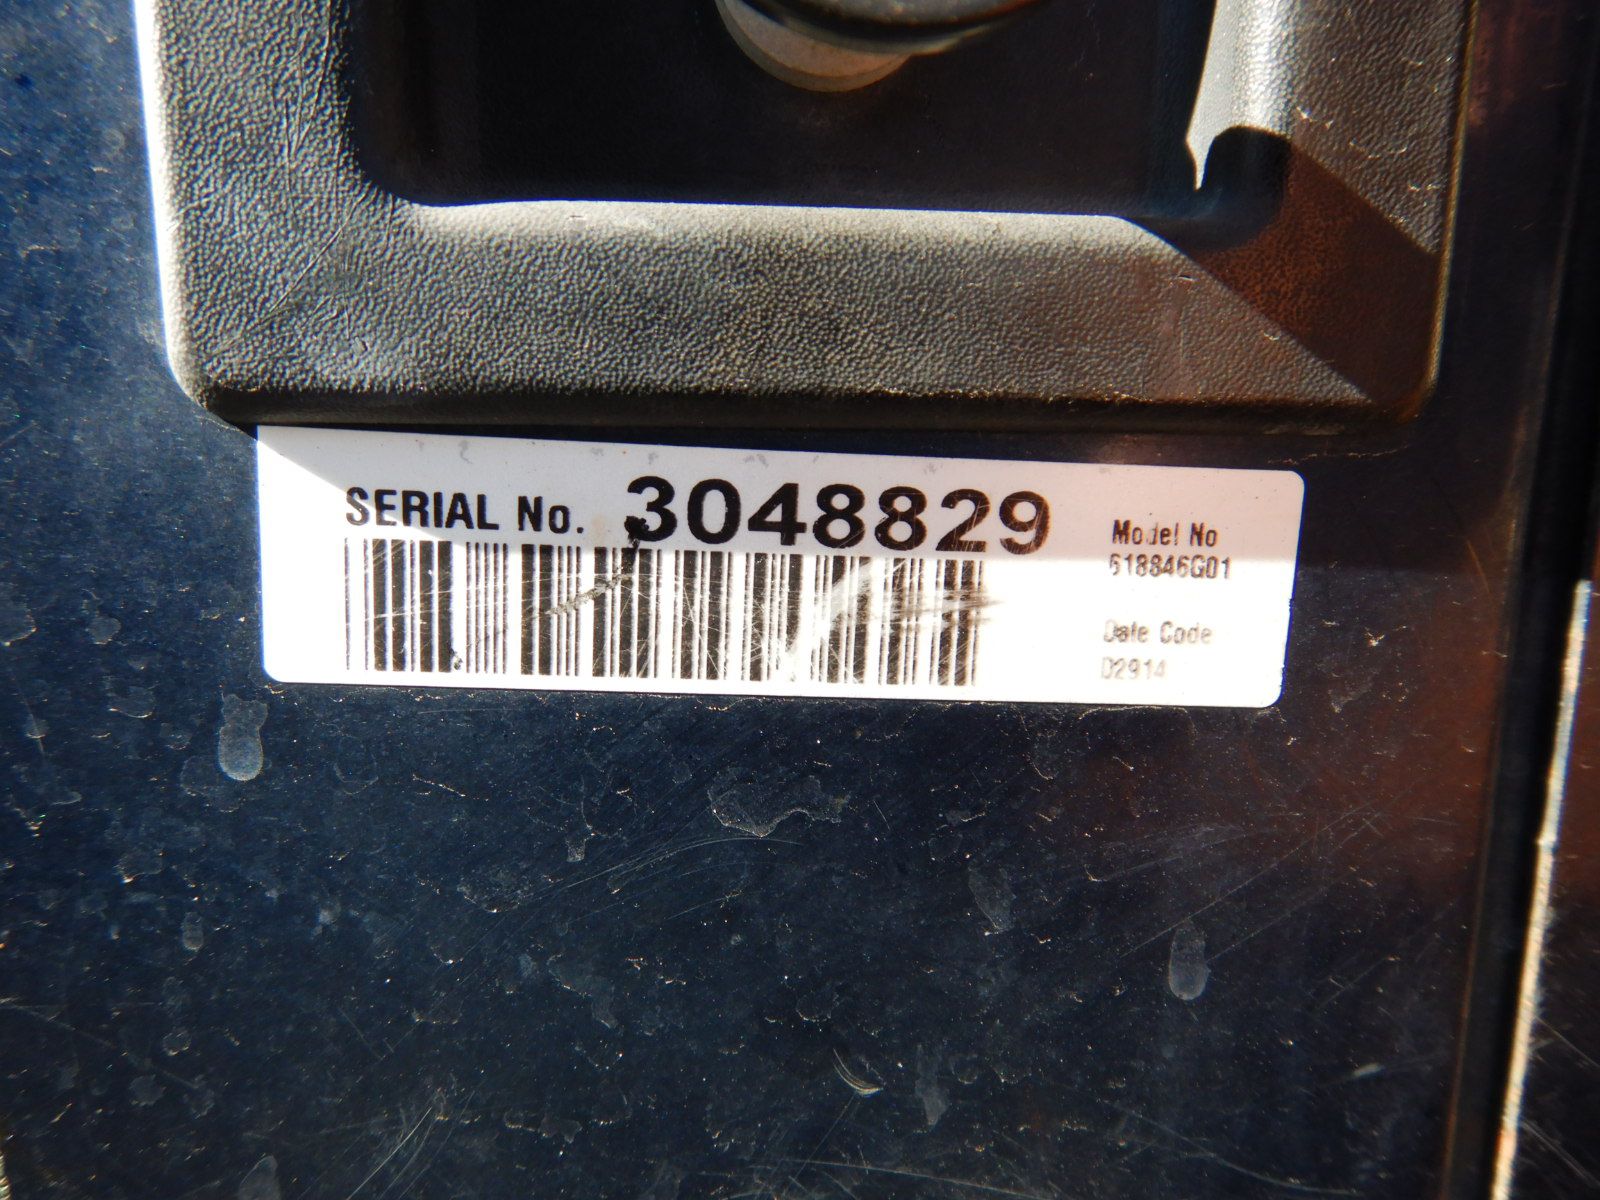 SERIAL No. 3048829
Model No
618846G01
Date Code
D2914